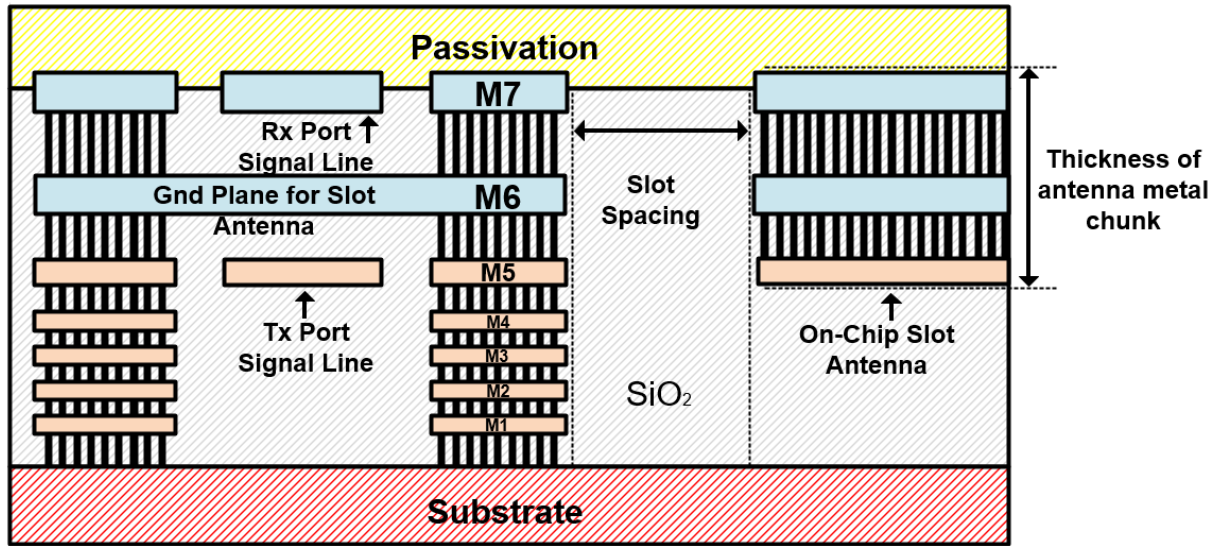 Passivation
M7
Rx Port
Signal Line
Gnd Plane for Slot
Antenna
M6
Slot
Spacing
Thickness of
antenna metal
chunk
M5
Tx Port
Signal Line
M4
M3
M2
M1
On-Chip Slot
Antenna
SiO₂
Substrate